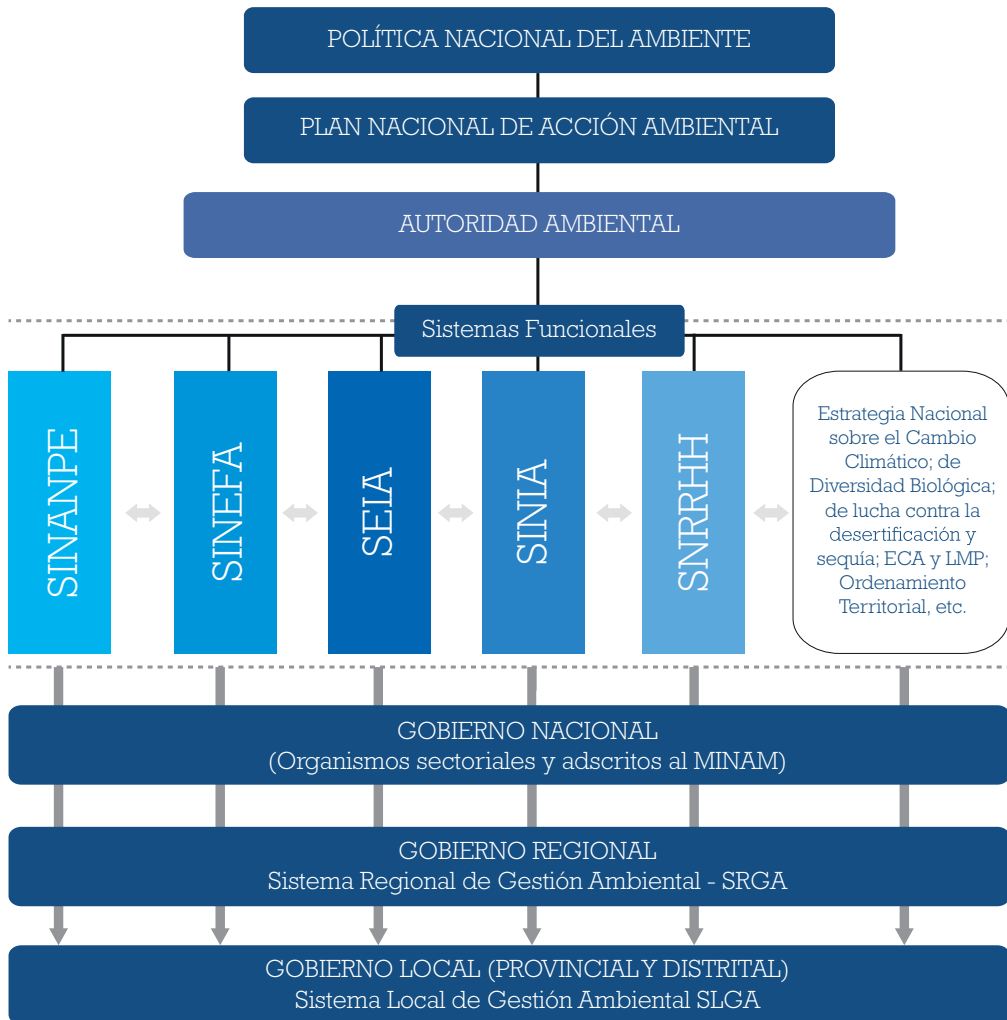 POLÍTICA NACIONAL DEL AMBIENTE
PLAN NACIONAL DE ACCIÓN AMBIENTAL
AUTORIDAD AMBIENTAL
Sistemas Funcionales
SINANPE
SINEFA
SEIA
SINIA
SNRRHH
Estrategia Nacional
sobre el Cambio
Climático; de
Diversidad Biológica;
de lucha contra la
desertificación y
sequía; ECA y LMP;
Ordenamiento
Territorial, etc.
GOBIERNO NACIONAL
(Organismos sectoriales y adscritos al MINAM)
GOBIERNO REGIONAL
Sistema Regional de Gestión Ambiental - SRGA
GOBIERNO LOCAL (PROVINCIAL Y DISTRITAL)
Sistema Local de Gestión Ambiental SLGA